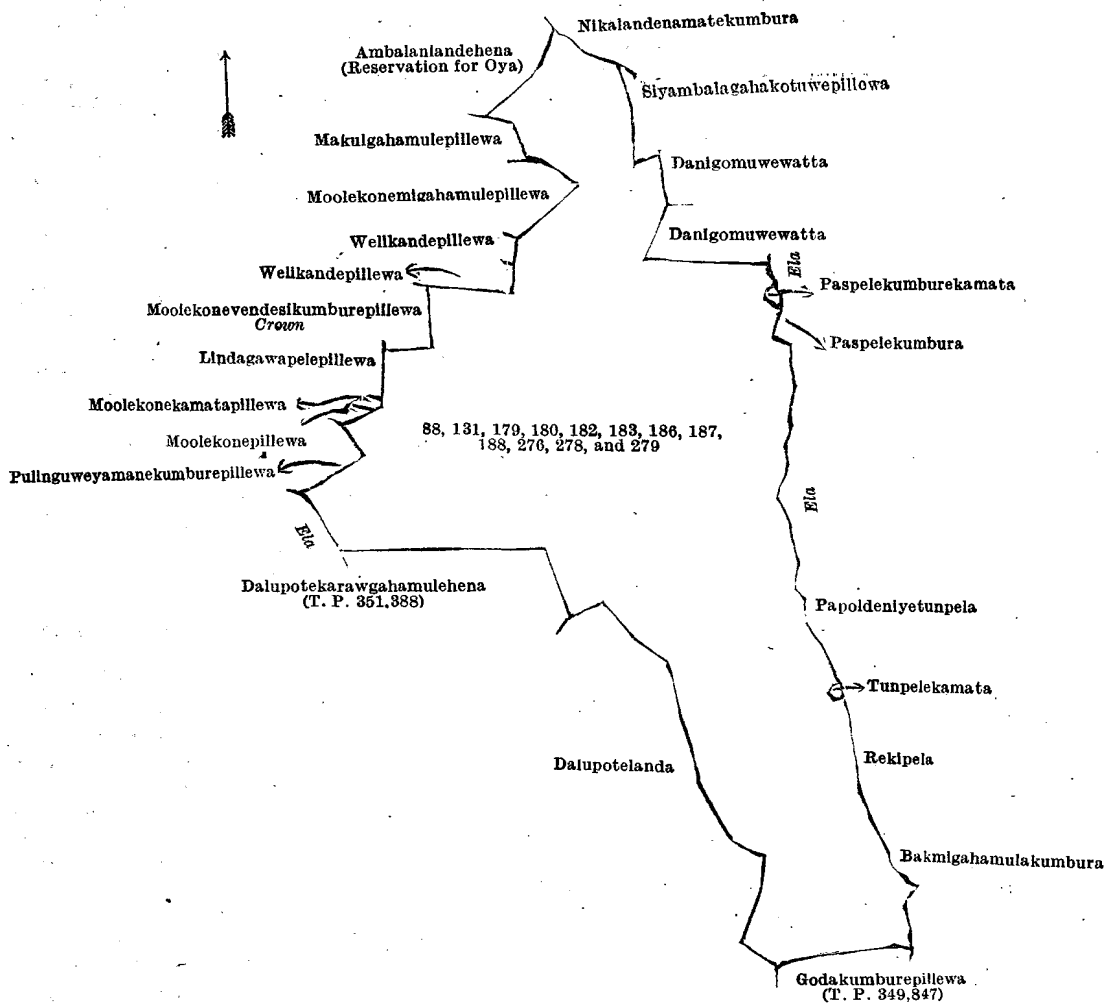 Nikalandenamatekumbura
Ambalanlandehena
(Reservation for Oya)
Siyambalagahakotuwepillewa
Makulgahamulepillewa
Danigomuwewatta
Moolekonemigahamulepillewa
Danigomuwewatta
Welikandepillewa
Ela
Welikandepillewa
Paspelekumburekamata
Moolekonevendesikumburepillewa
Crown
Paspelekumbura
Lindagawapelepillewa
Moolekonekamatapillewa
88, 131, 179, 180, 182, 183, 186, 187,
188, 276, 278, and 279
Moolekonepillewa
Pulinguweyamanekumburepillewa
Ela
Ela
Dalupotekarawgahamulehena
(T. P. 351,388)
Papoldeniyetunpela
Tunpelekamata
Dalupotelanda
Rekipela
Bakmigahamulakumbura
Godakumburepillewa
(T. P. 349,847)